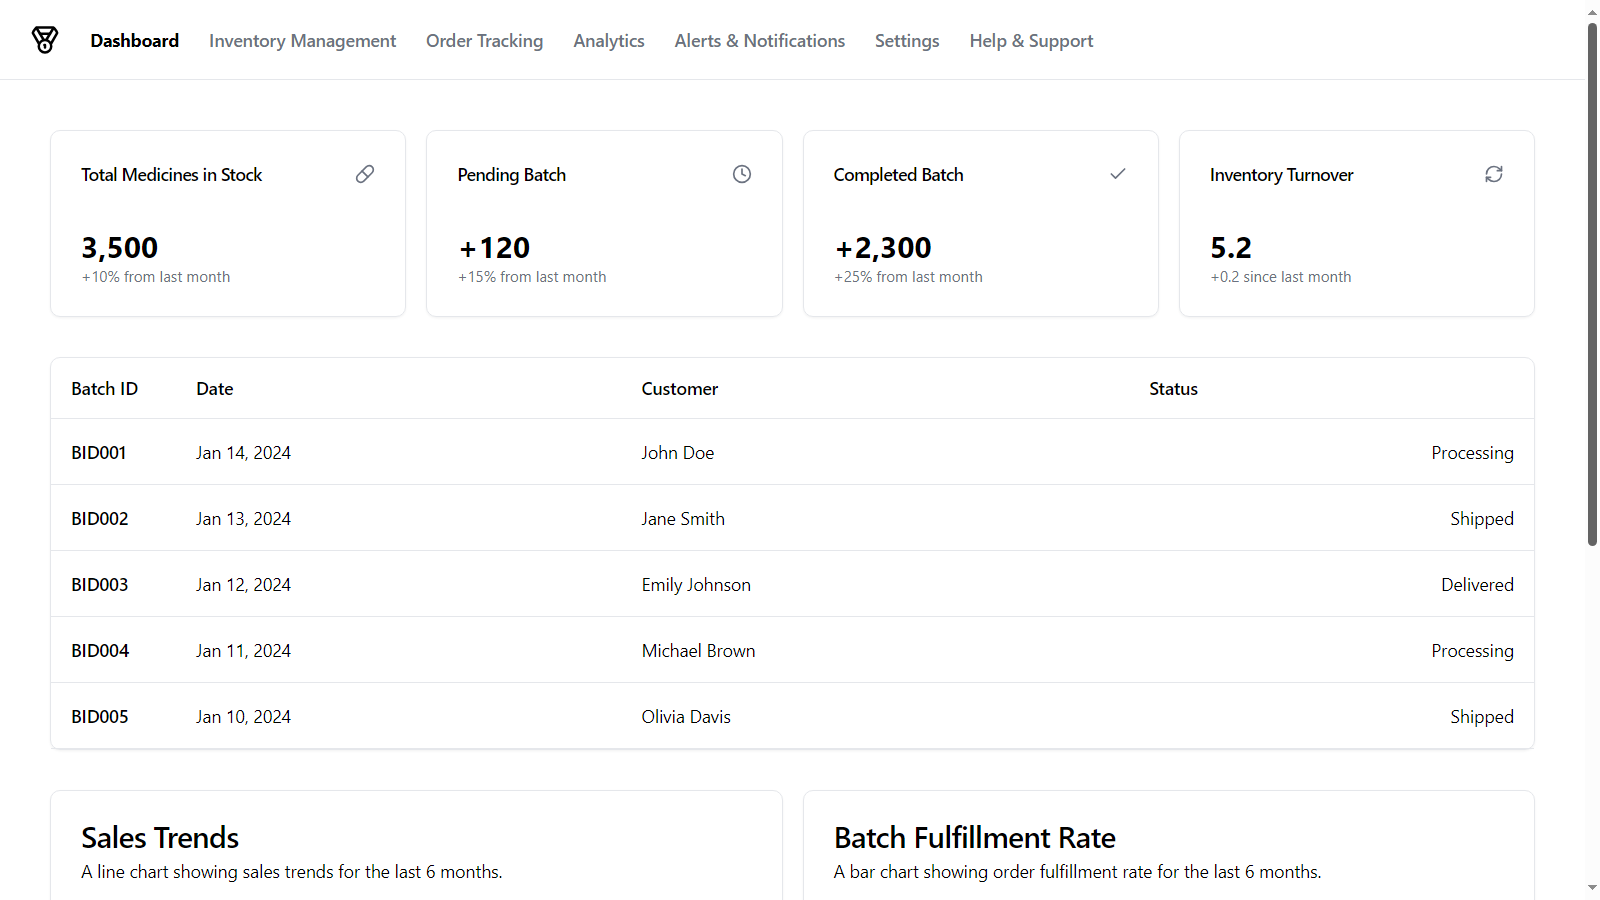 Dashboard Inventory Management Order Tracking Analytics Alerts & Notifications Settings Help & Support
Total Medicines in Stock
3,500
+10% from last month
Pending Batch
+120
+15% from last month
Completed Batch
+2,300
+25% from last month
Inventory Turnover
5.2
+0.2 since last month
Batch ID Date Customer Status
BID001 Jan 14, 2024 John Doe Processing
BID002 Jan 13, 2024 Jane Smith Shipped
BID003 Jan 12, 2024 Emily Johnson Delivered
BID004 Jan 11, 2024 Michael Brown Processing
BID005 Jan 10, 2024 Olivia Davis Shipped
Sales Trends
A line chart showing sales trends for the last 6 months.
Batch Fulfillment Rate
A bar chart showing order fulfillment rate for the last 6 months.